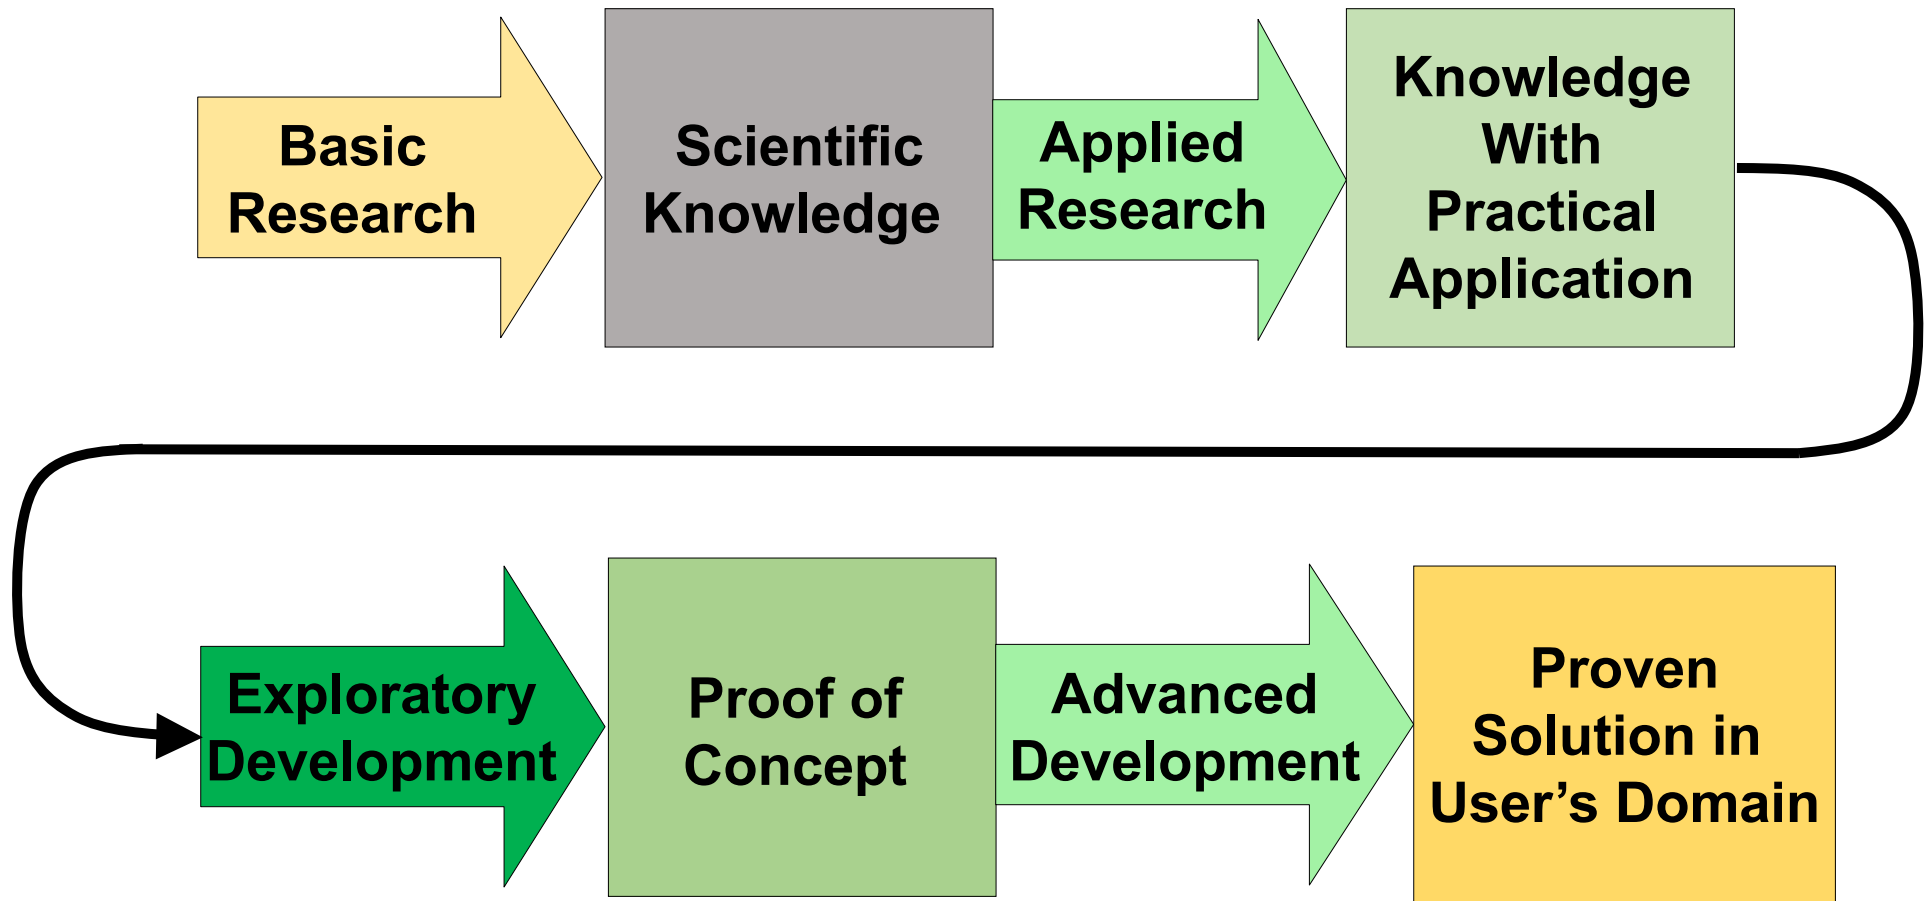 Basic
Research
Scientific
Knowledge
Applied
Research
Knowledge
With
Practical
Application
Exploratory
Development
Proof of
Concept
Advanced
Development
Proven
Solution in
User’s Domain